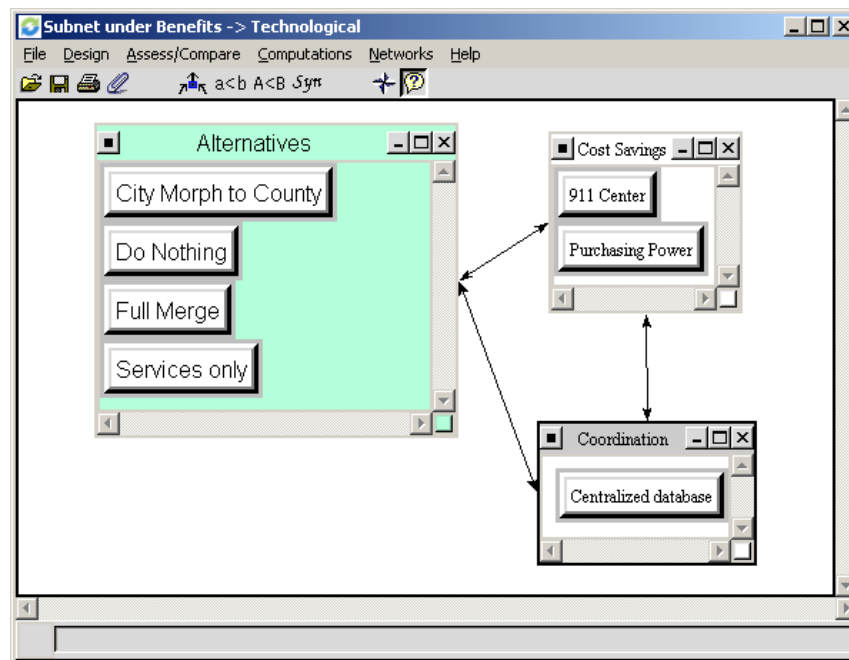 Subnet under Benefits -> Technological
File Design Assess/Compare Computations Networks Help
a<b A<B Syn
Alternatives
City Morph to County
Do Nothing
Full Merge
Services only
Cost Savings
911 Center
Purchasing Power
Coordination
Centralized database